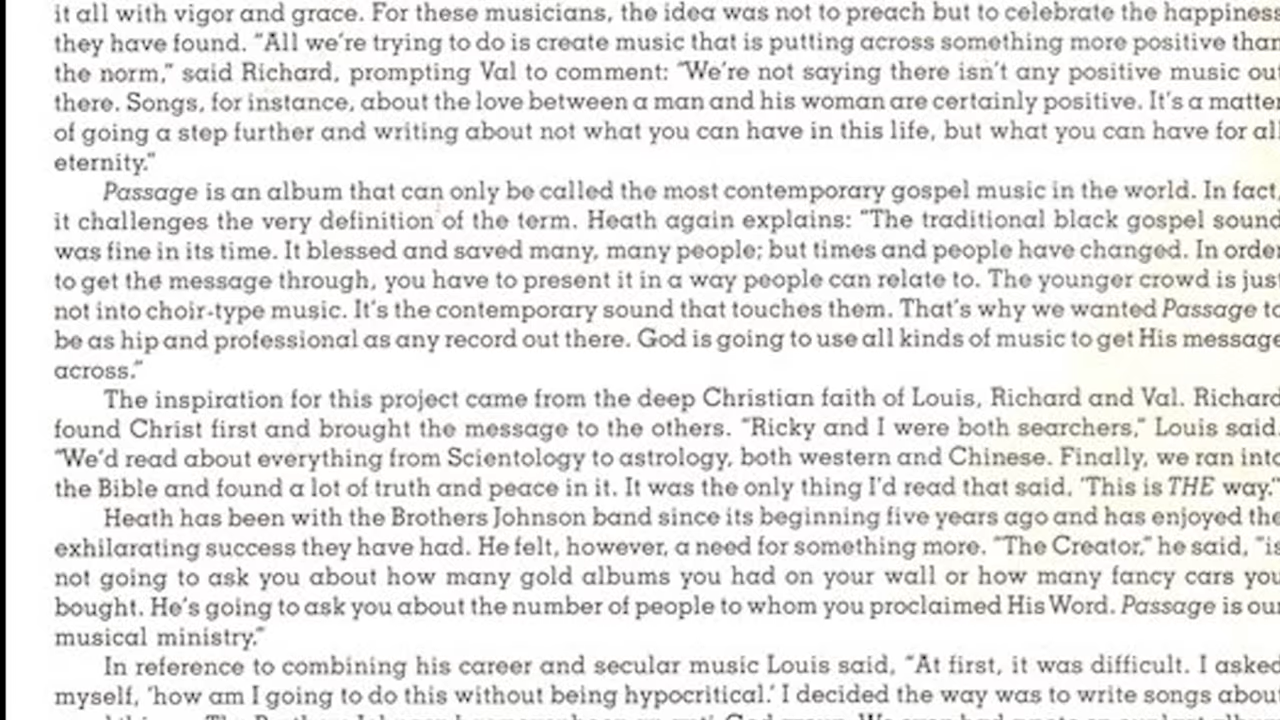 it all with vigor and grace. For these musicians, the idea was not to preach but to celebrate the happiness
they have found. “All we’re trying to do is create music that is putting across something more positive than
the norm,” said Richard, prompting Val to comment: “We’re not saying there isn’t any positive music out
there. Songs, for instance, about the love between a man and his woman are certainly positive. It’s a matter
of going a step further and writing about not what you can have in this life, but what you can have for all
eternity.”
Passage is an album that can only be called the most contemporary gospel music in the world. In fact,
it challenges the very definition of the term. Heath again explains: “The traditional black gospel sound
was fine in its time. It blessed and saved many, many people; but times and people have changed. In order
to get the message through, you have to present it in a way people can relate to. The younger crowd is just
not into choir-type music. It’s the contemporary sound that touches them. That’s why we wanted Passage to
be as hip and professional as any record out there. God is going to use all kinds of music to get His message
across.”
The inspiration for this project came from the deep Christian faith of Louis, Richard and Val. Richard
found Christ first and brought the message to the others. “Ricky and I were both searchers,” Louis said.
“We’d read about everything from Scientology to astrology, both western and Chinese. Finally, we ran into
the Bible and found a lot of truth and peace in it. It was the only thing I’d read that said, ‘This is THE way.”
Heath has been with the Brothers Johnson band since its beginning five years ago and has enjoyed the
exhilarating success they have had. He felt, however, a need for something more. “The Creator,” he said, “is
not going to ask you about how many gold albums you had on your wall or how many fancy cars you
bought. He’s going to ask you about the number of people to whom you proclaimed His Word. Passage is our
musical ministry.”
In reference to combining his career and secular music Louis said, “At first, it was difficult. I asked
myself, ‘how am I going to do this without being hypocritical.’ I decided the way was to write songs about